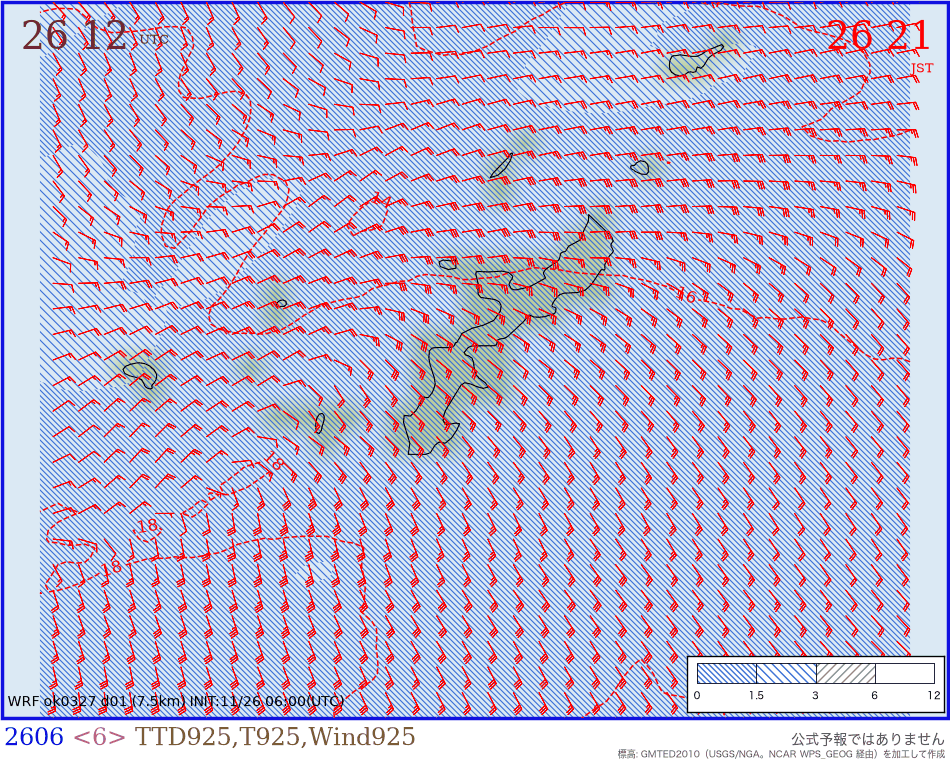 26 12 UTC
26 21
JST
14
16.1
18
18
18
WRF ok0327 d01 (7.5km) INIT:11/26 06:00(UTC)
0 1.5 3 6 12
2606 <6> TTD925,T925,Wind925
公式予報ではありません
標高: GMTED2010（USGS/NGA。NCAR WPS_GEOG 経由）を加工して作成